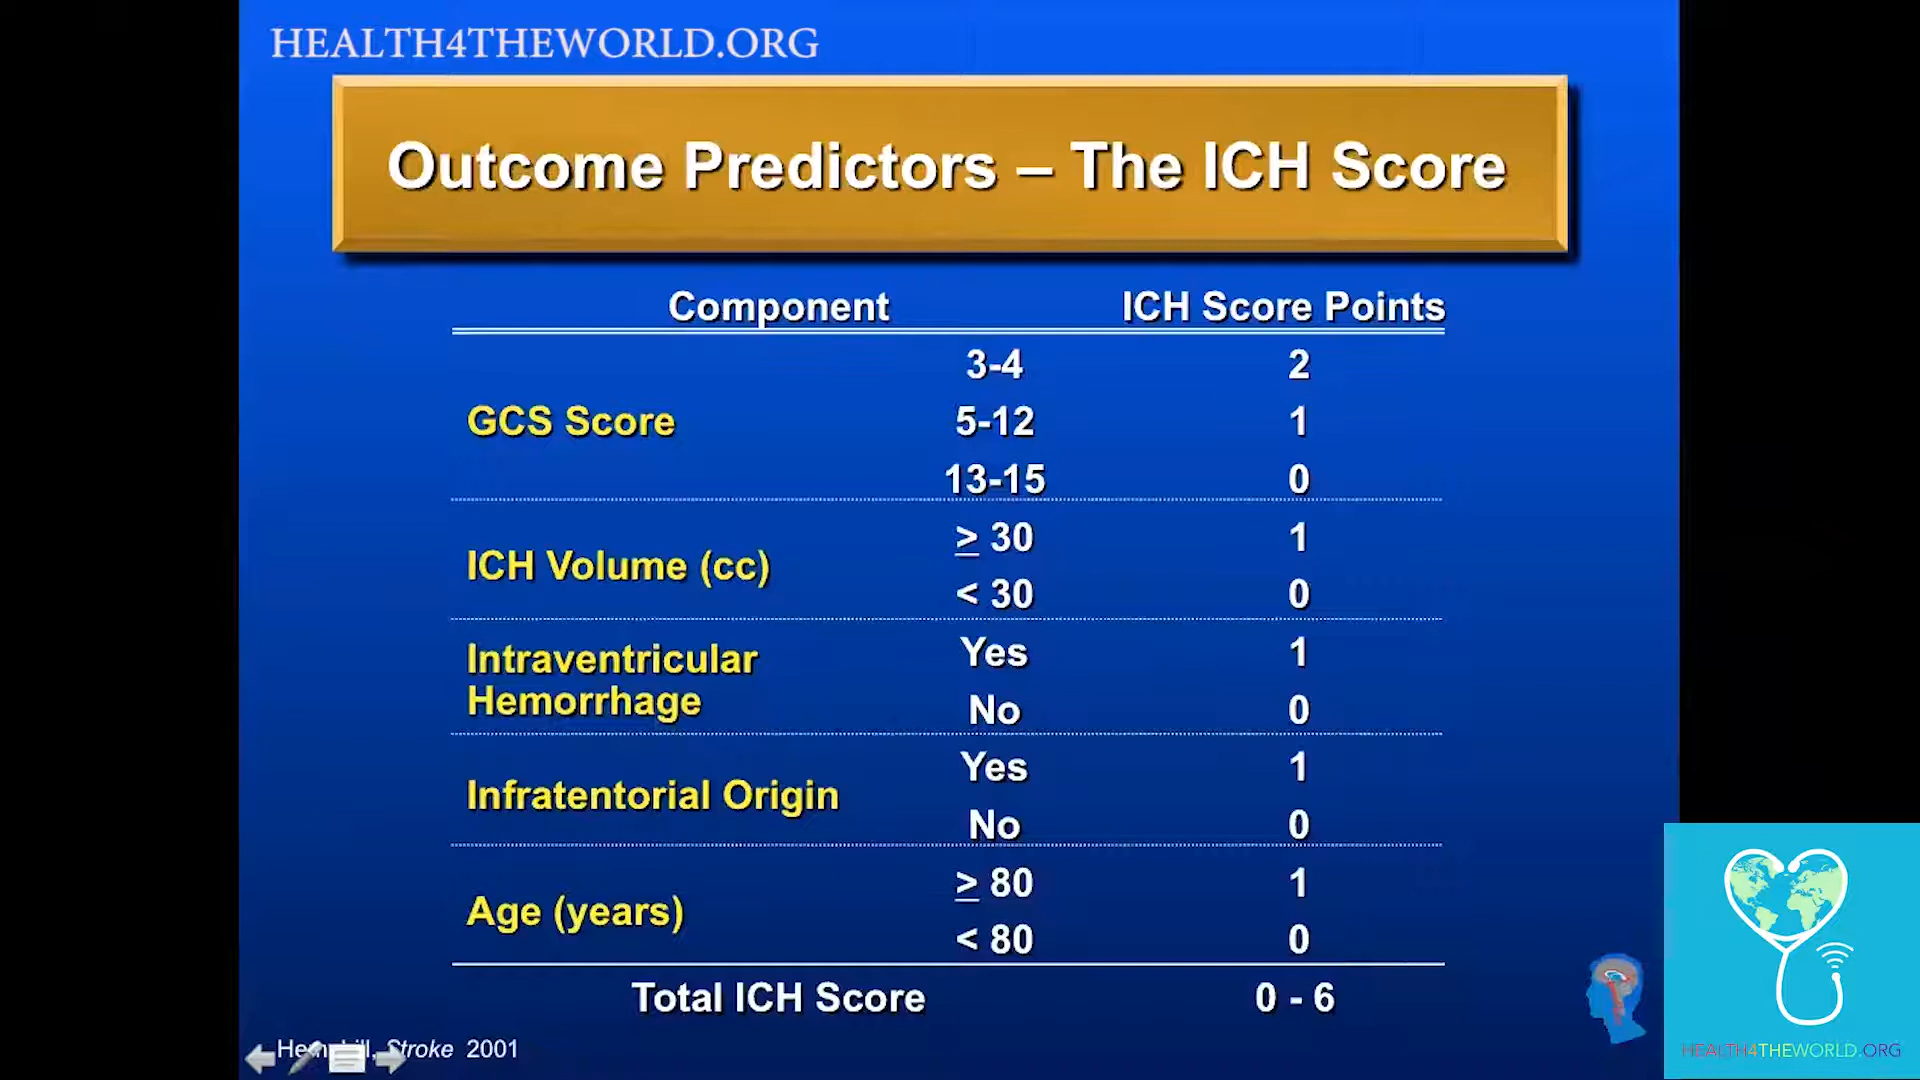 HEALTH4THEWORLD.ORG
Outcome Predictors – The ICH Score
Component ICH Score Points
GCS Score
3-4 2
5-12 1
13-15 0
ICH Volume (cc)
≥ 30 1
< 30 0
Intraventricular
Hemorrhage
Yes 1
No 0
Infratentorial Origin
Yes 1
No 0
Age (years)
≥ 80 1
< 80 0
Total ICH Score 0 - 6
Stroke 2001
HEALTH4THEWORLD.ORG